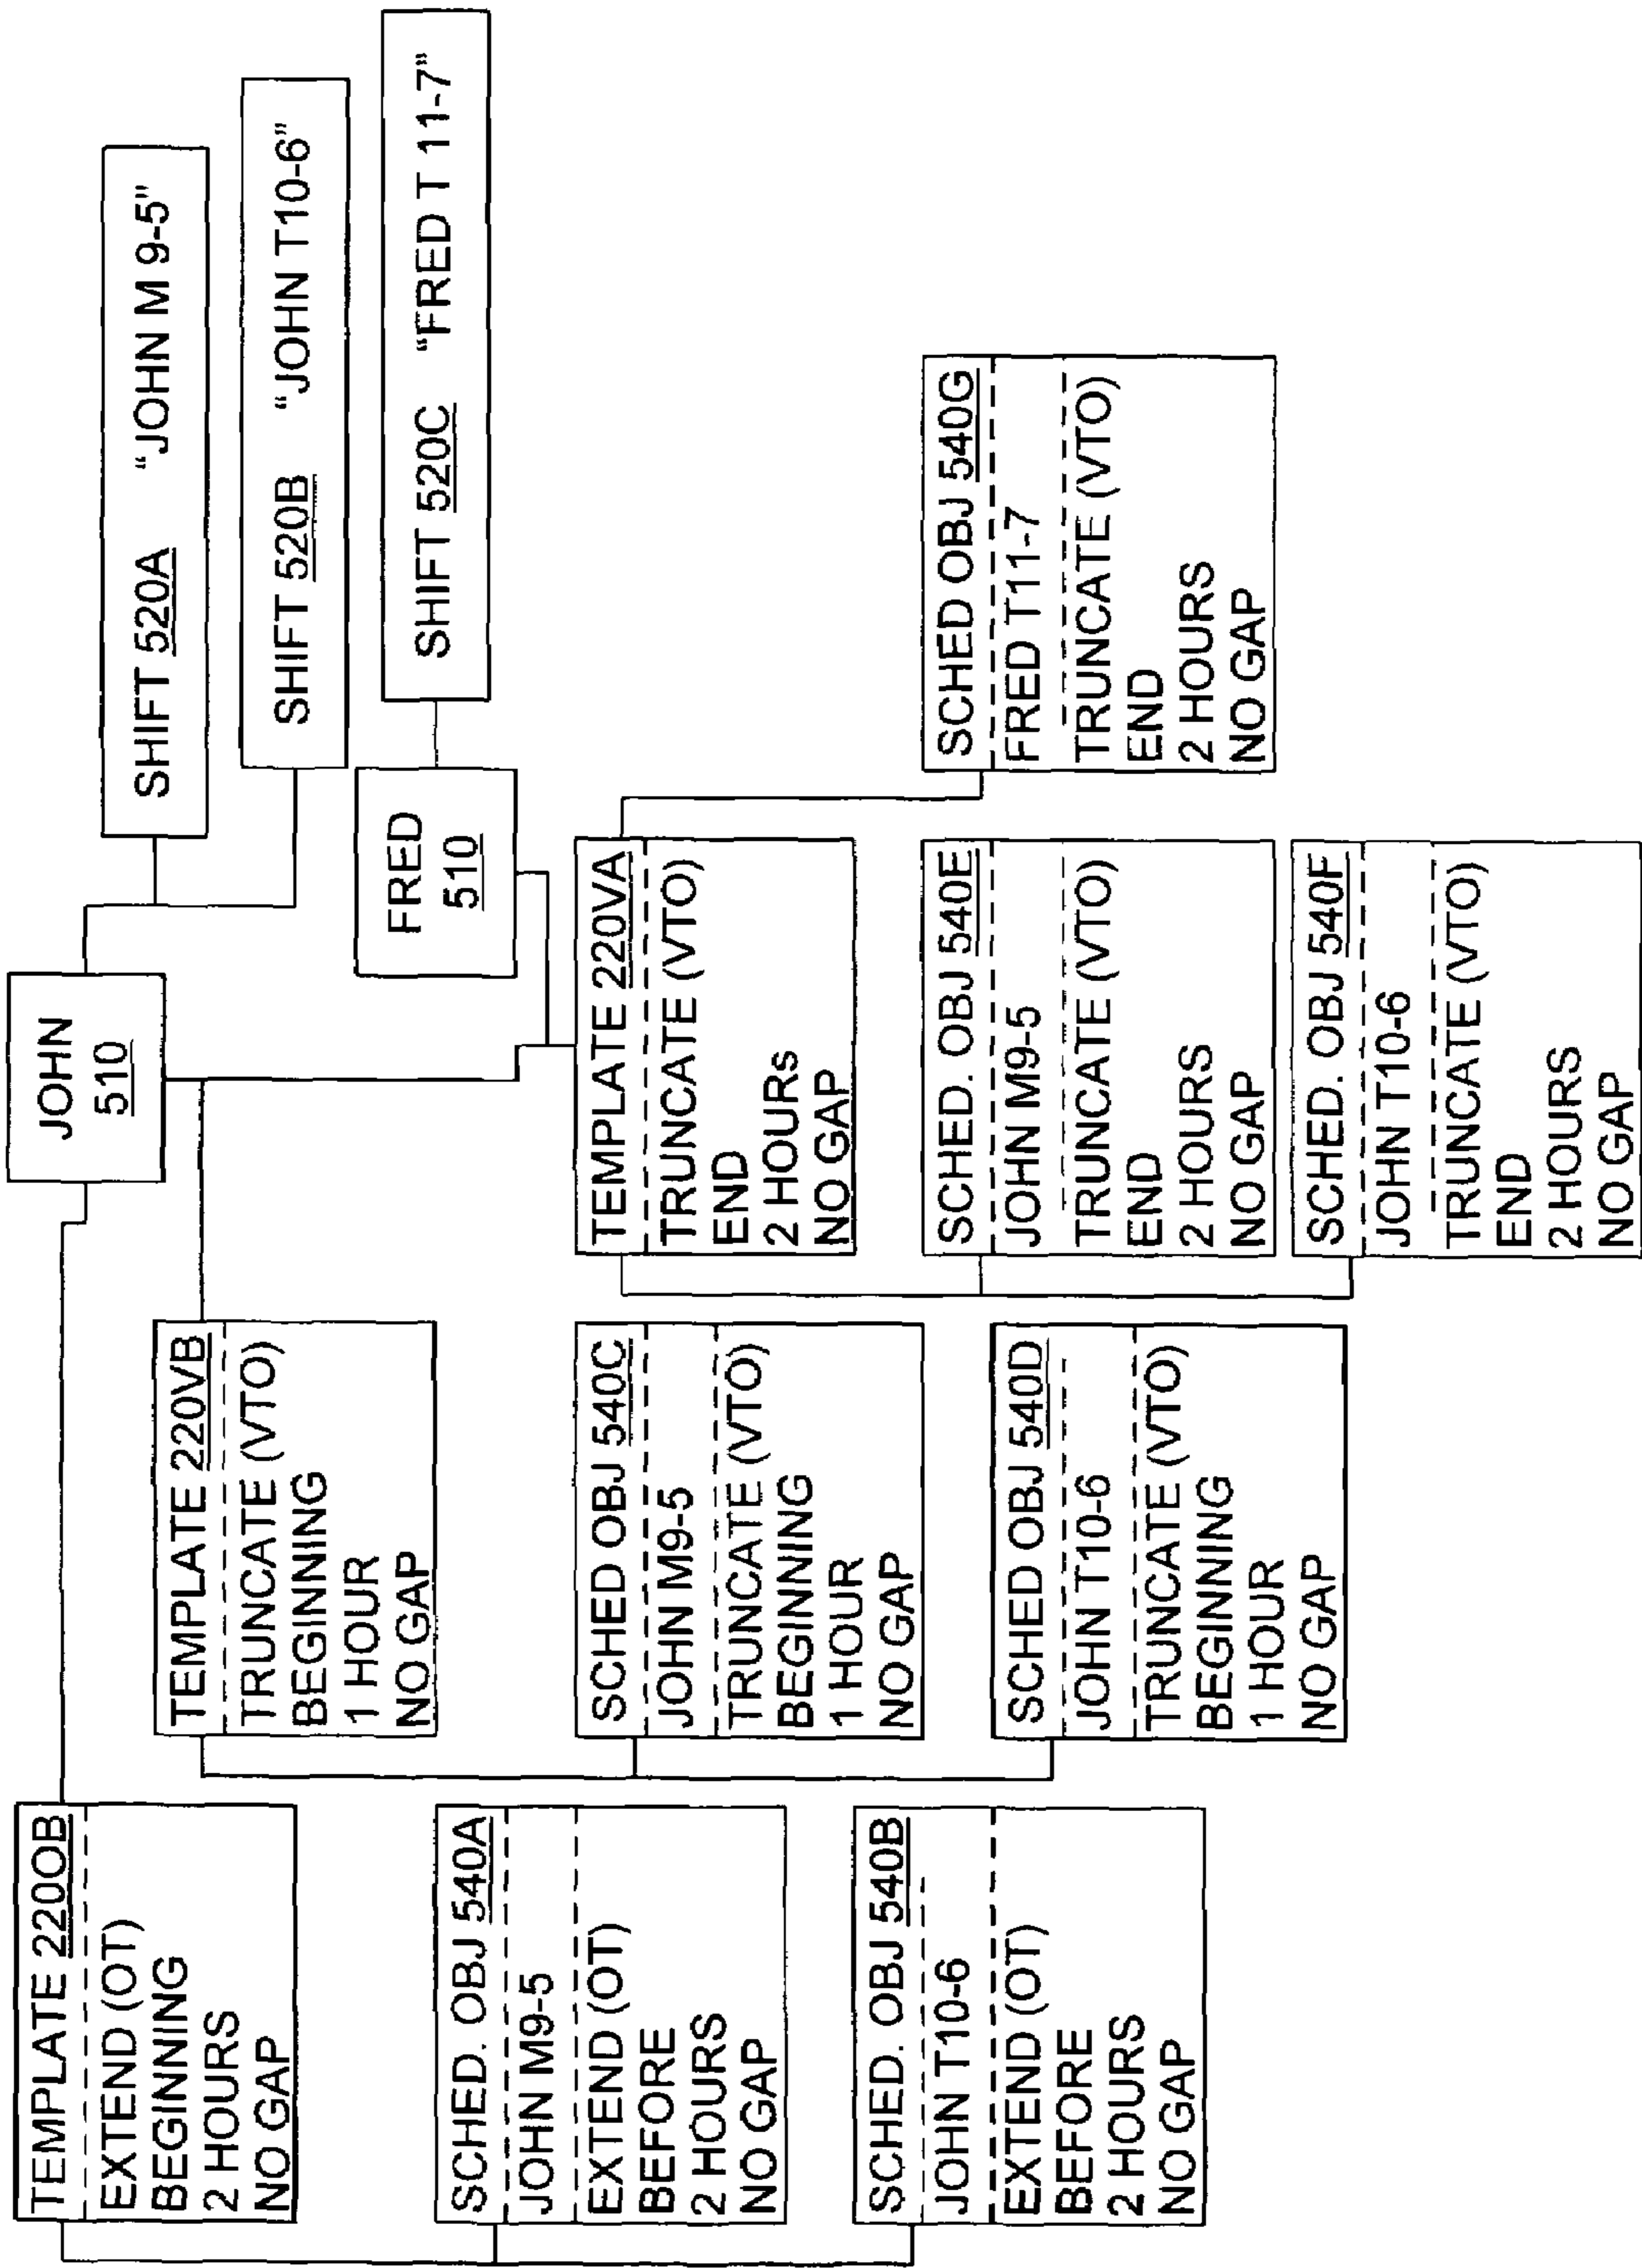 JOHN
510
SHIFT 520A "JOHN M 9-5"
SHIFT 520B "JOHN T10-6"
FRED
510
SHIFT 520C "FRED T 11-7"
TEMPLATE 220OB
EXTEND (OT)
BEGINNING
2 HOURS
NO GAP
SCHED. OBJ 540A
JOHN M9-5
EXTEND (OT)
BEFORE
2 HOURS
NO GAP
SCHED. OBJ 540B
JOHN T10-6
EXTEND (OT)
BEFORE
2 HOURS
NO GAP
TEMPLATE 220VB
TRUNCATE (VTO)
BEGINNING
1 HOUR
NO GAP
SCHED OBJ 540C
JOHN M9-5
TRUNCATE (VTO)
BEGINNING
1 HOUR
NO GAP
SCHED OBJ 540D
JOHN T10-6
TRUNCATE (VTO)
BEGINNING
1 HOUR
NO GAP
TEMPLATE 220VA
TRUNCATE (VTO)
END
2 HOURs
NO GAP
SCHED. OBJ 540E
JOHN M9-5
TRUNCATE (VTO)
END
2 HOURS
NO GAP
SCHED. OBJ 540F
JOHN T10-6
TRUNCATE (VTO)
END
2 HOURS
NO GAP
SCHED OBJ 540G
FRED T11-7
TRUNCATE (VTO)
END
2 HOURS
NO GAP